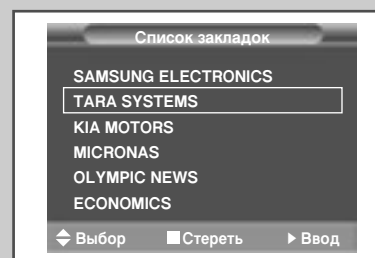 Список закладок
SAMSUNG ELECTRONICS
TARA SYSTEMS
KIA MOTORS
MICRONAS
OLYMPIC NEWS
ECONOMICS
Выбор Стереть Ввод